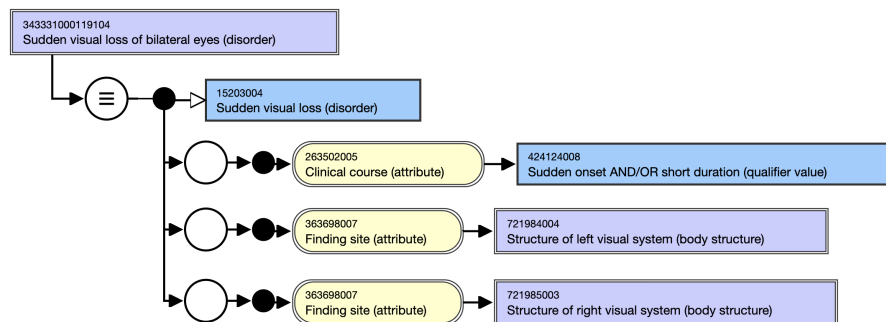 343331000119104
Sudden visual loss of bilateral eyes (disorder)
15203004
Sudden visual loss (disorder)
263502005
Clinical course (attribute)
424124008
Sudden onset AND/OR short duration (qualifier value)
363698007
Finding site (attribute)
721984004
Structure of left visual system (body structure)
363698007
Finding site (attribute)
721985003
Structure of right visual system (body structure)